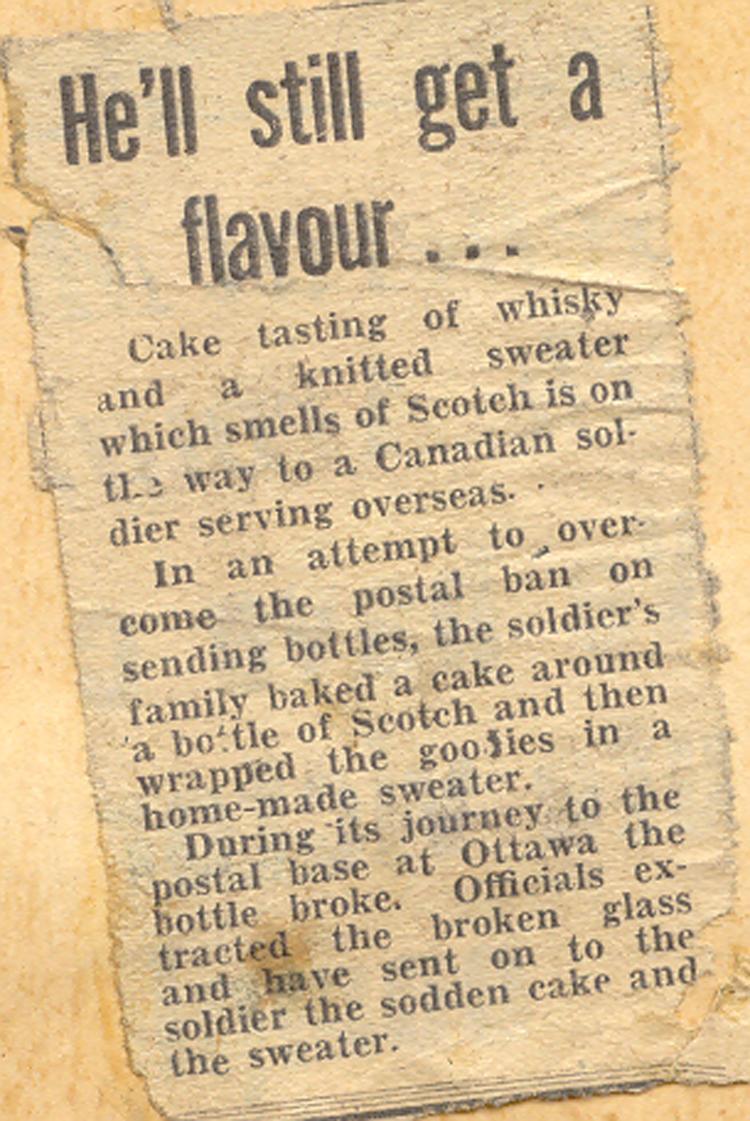 He'll still get a
flavour . . .
Cake tasting of whisky
and a knitted sweater
which smells of Scotch is on
the way to a Canadian sol-
dier serving overseas.
In an attempt to over-
come the postal ban on
sending bottles, the soldier's
family baked a cake around
a bottle of Scotch and then
wrapped the goodies in a
home-made sweater.
During its journey to the
postal base at Ottawa the
bottle broke. Officials ex-
tracted the broken glass
and have sent on to the
soldier the sodden cake and
the sweater.